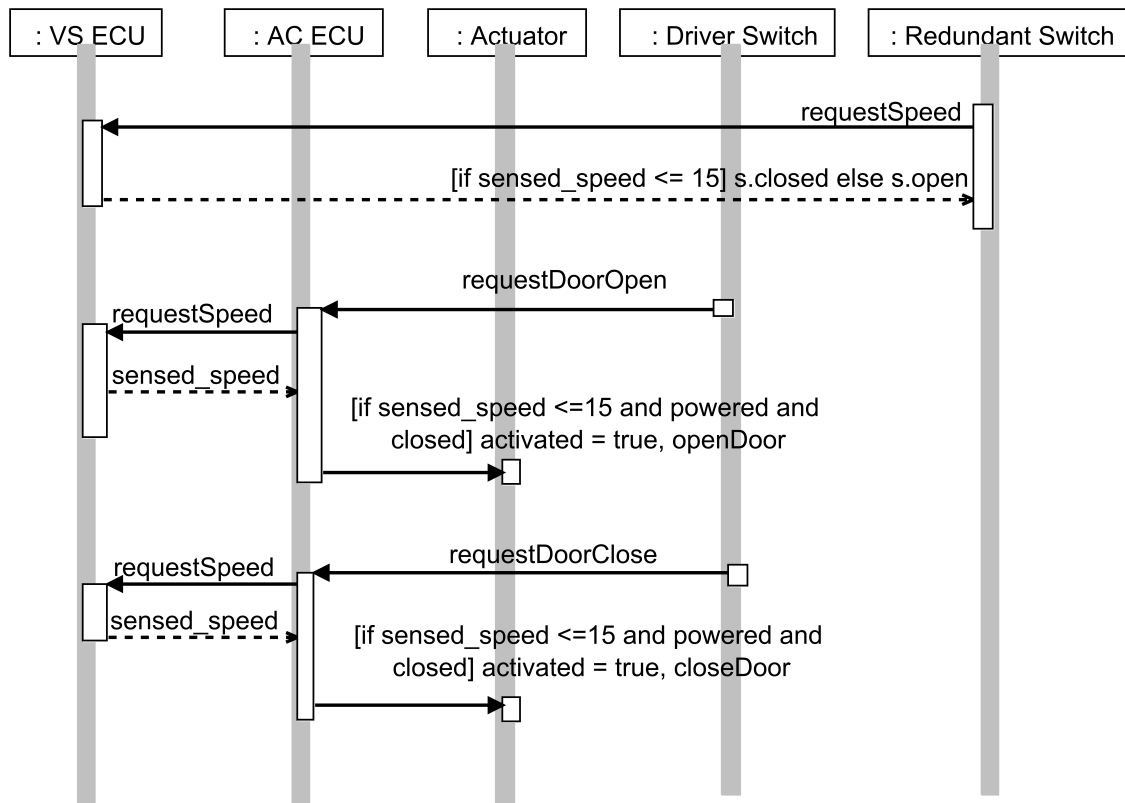 : VS ECU
: AC ECU
: Actuator
: Driver Switch
: Redundant Switch
requestSpeed
[if sensed_speed <= 15] s.closed else s.open
requestDoorOpen
requestSpeed
sensed_speed
[if sensed_speed <=15 and powered and
closed] activated = true, openDoor
requestDoorClose
requestSpeed
sensed_speed
[if sensed_speed <=15 and powered and
closed] activated = true, closeDoor